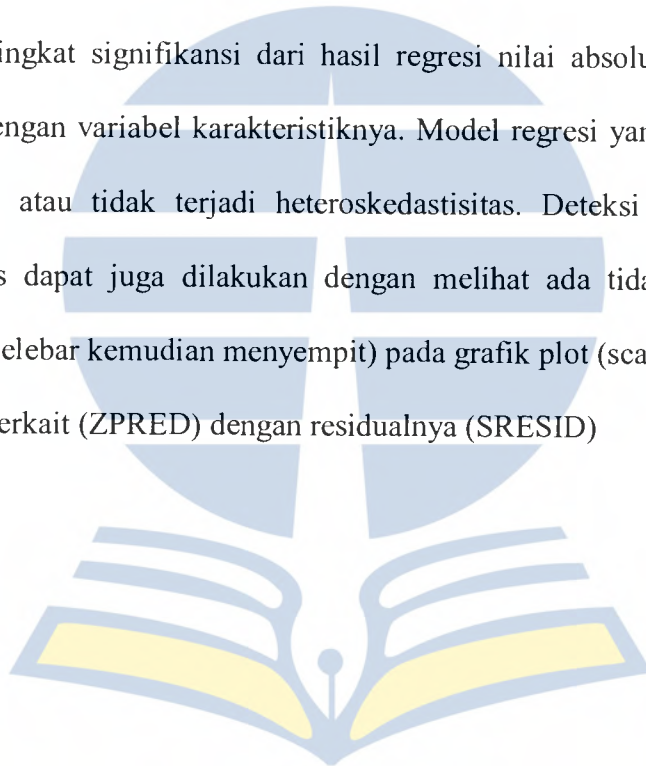 ingkat signifikansi dari hasil regresi nilai absolu
engan variabel karakteristiknya. Model regresi yan
atau tidak terjadi heteroskedastisitas. Deteksi
s dapat juga dilakukan dengan melihat ada tida
elebar kemudian menyempit) pada grafik plot (sca
erkait (ZPRED) dengan residualnya (SRESID)